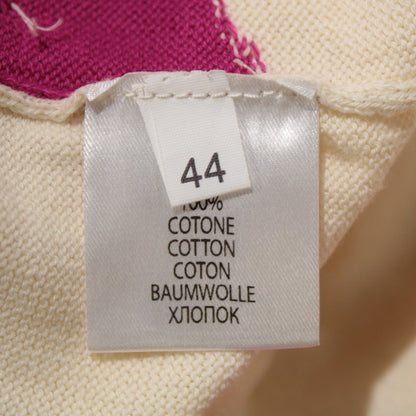 44
100%
COTONE
COTTON
COTON
BAUMWOLLE
ХЛОПОК